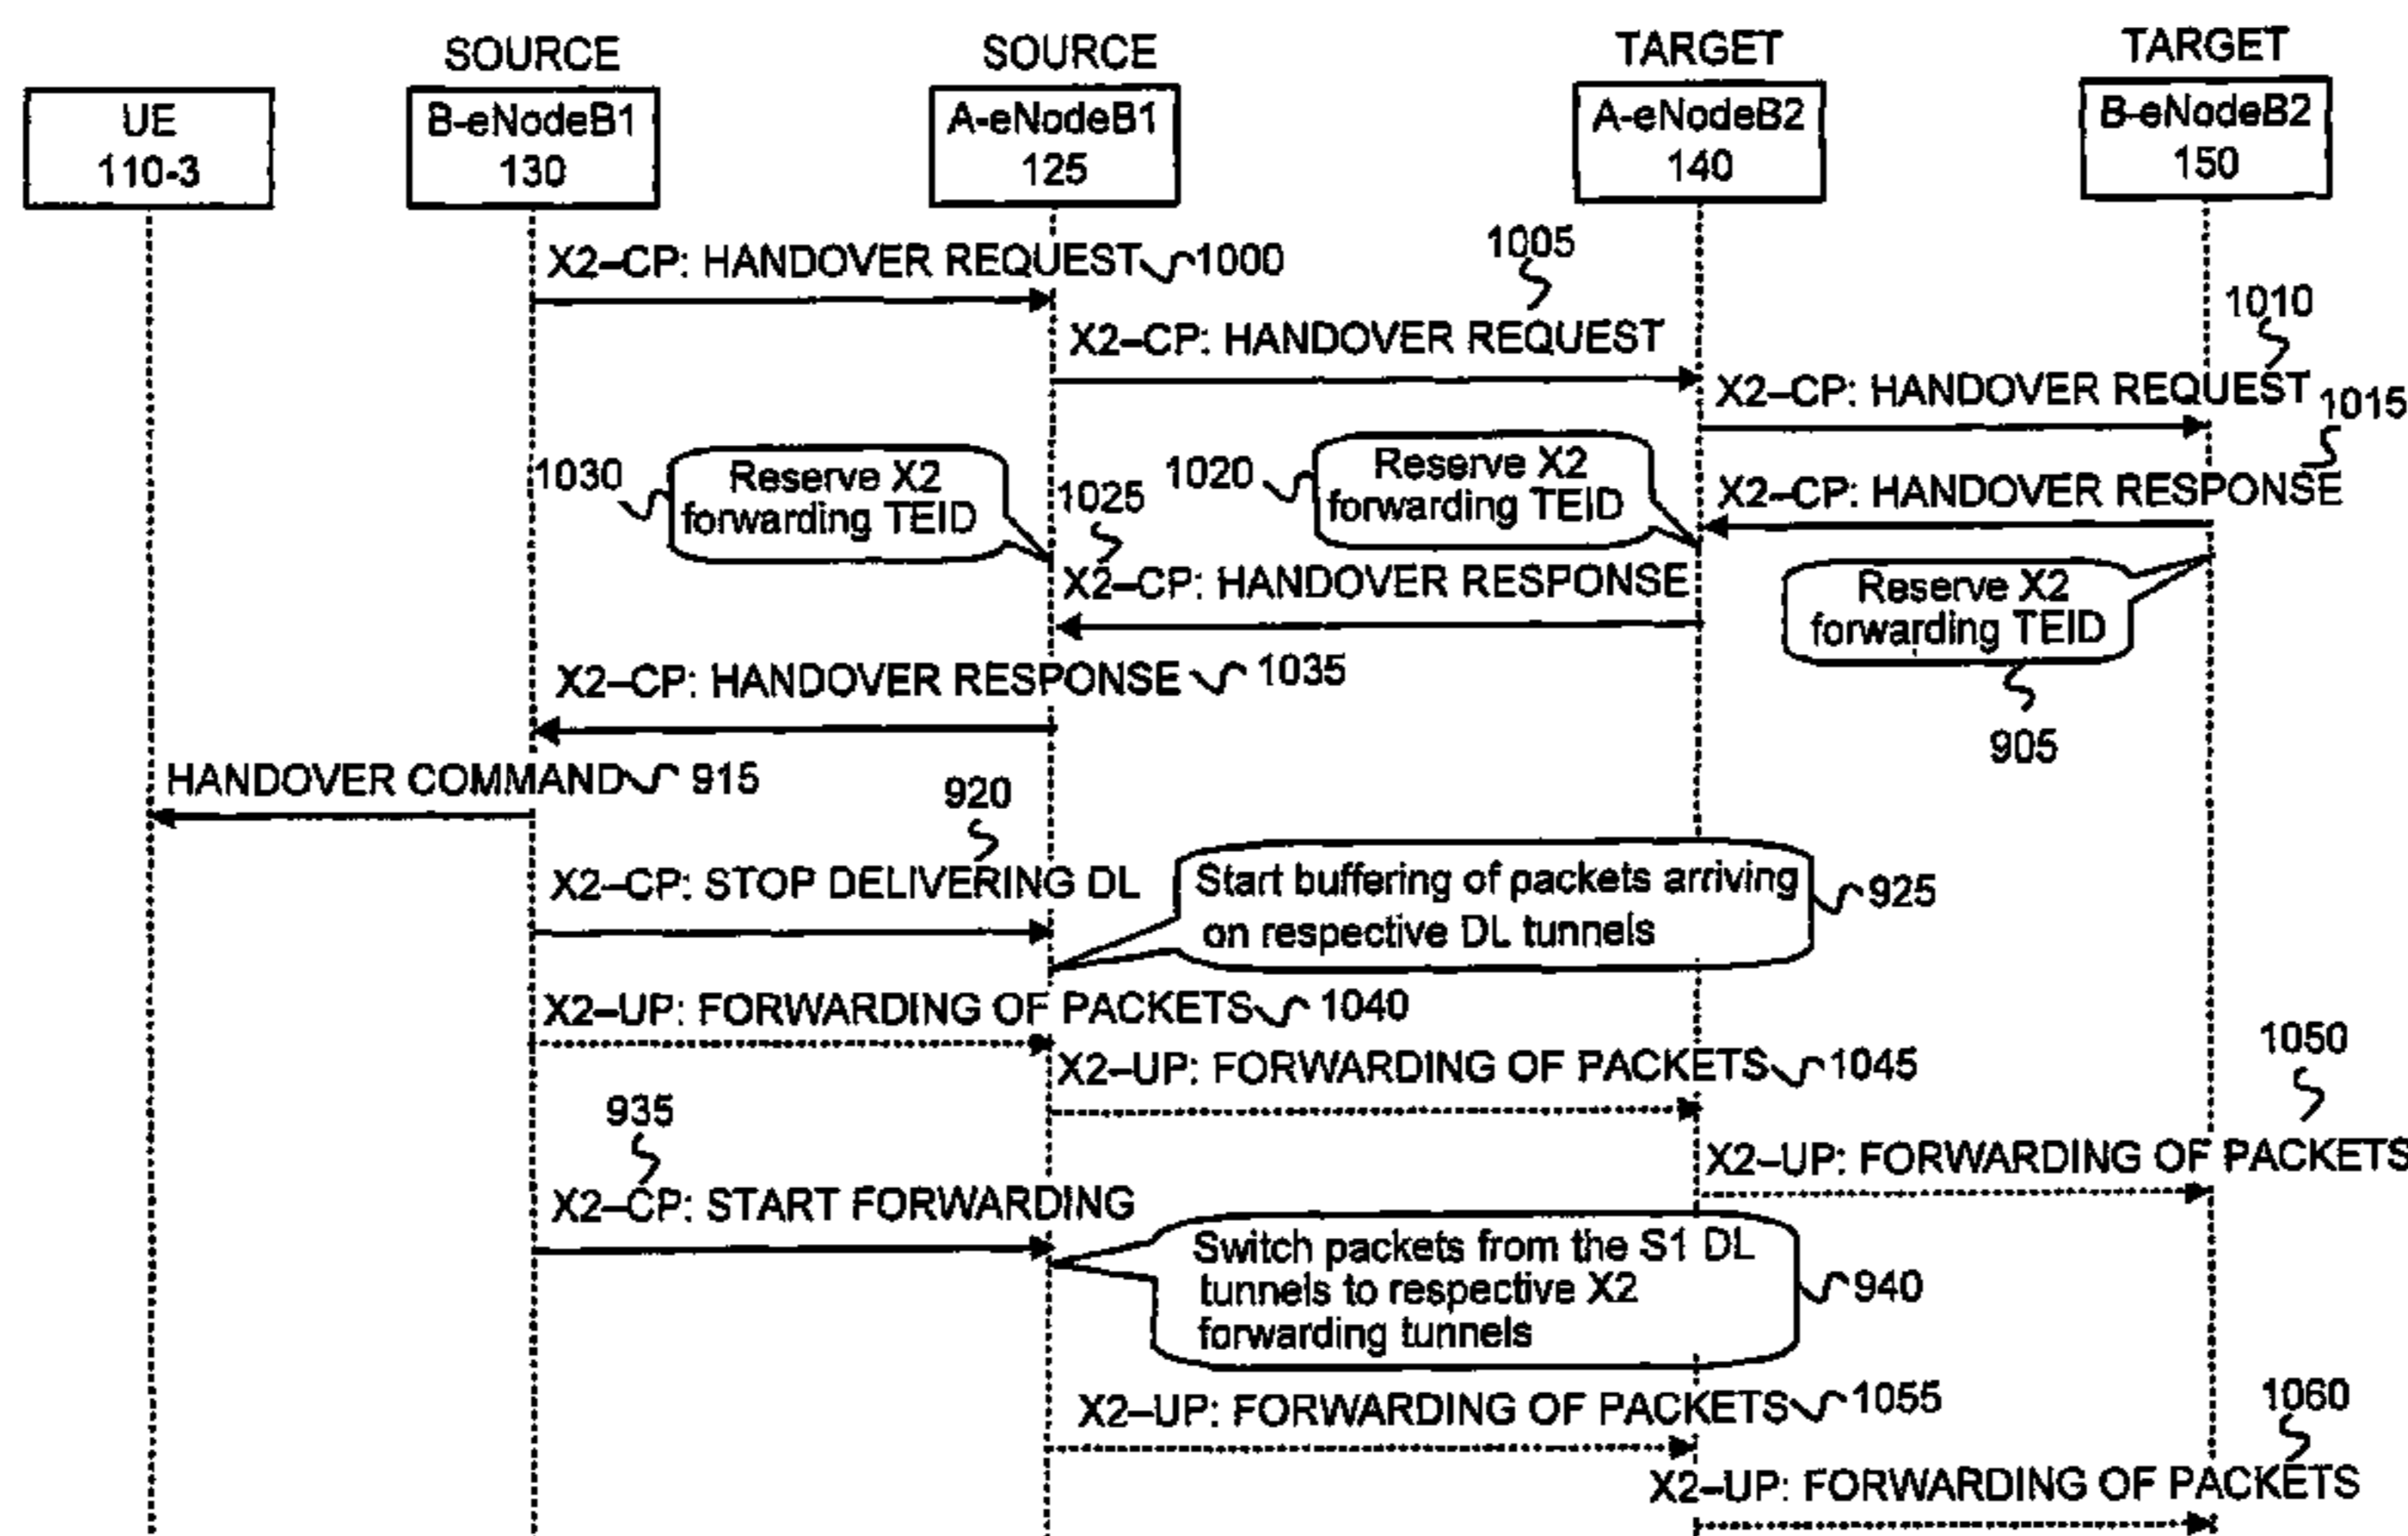 SOURCE
SOURCE
TARGET
TARGET
UE
110-3
B-eNodeB1
130
A-eNodeB1
125
A-eNodeB2
140
B-eNodeB2
150
X2-CP: HANDOVER REQUEST 1000
1005
X2-CP: HANDOVER REQUEST
1010
X2-CP: HANDOVER REQUEST
1015
X2-CP: HANDOVER RESPONSE
1030
Reserve X2
forwarding TEID
1020
Reserve X2
forwarding TEID
1025
X2-CP: HANDOVER RESPONSE
Reserve X2
forwarding TEID
905
X2-CP: HANDOVER RESPONSE 1035
HANDOVER COMMAND 915
920
X2-CP: STOP DELIVERING DL
Start buffering of packets arriving
on respective DL tunnels
925
X2-UP: FORWARDING OF PACKETS 1040
X2-UP: FORWARDING OF PACKETS 1045
1050
X2-UP: FORWARDING OF PACKETS
935
X2-CP: START FORWARDING
Switch packets from the S1 DL
tunnels to respective X2
forwarding tunnels
940
X2-UP: FORWARDING OF PACKETS 1055
1060
X2-UP: FORWARDING OF PACKETS